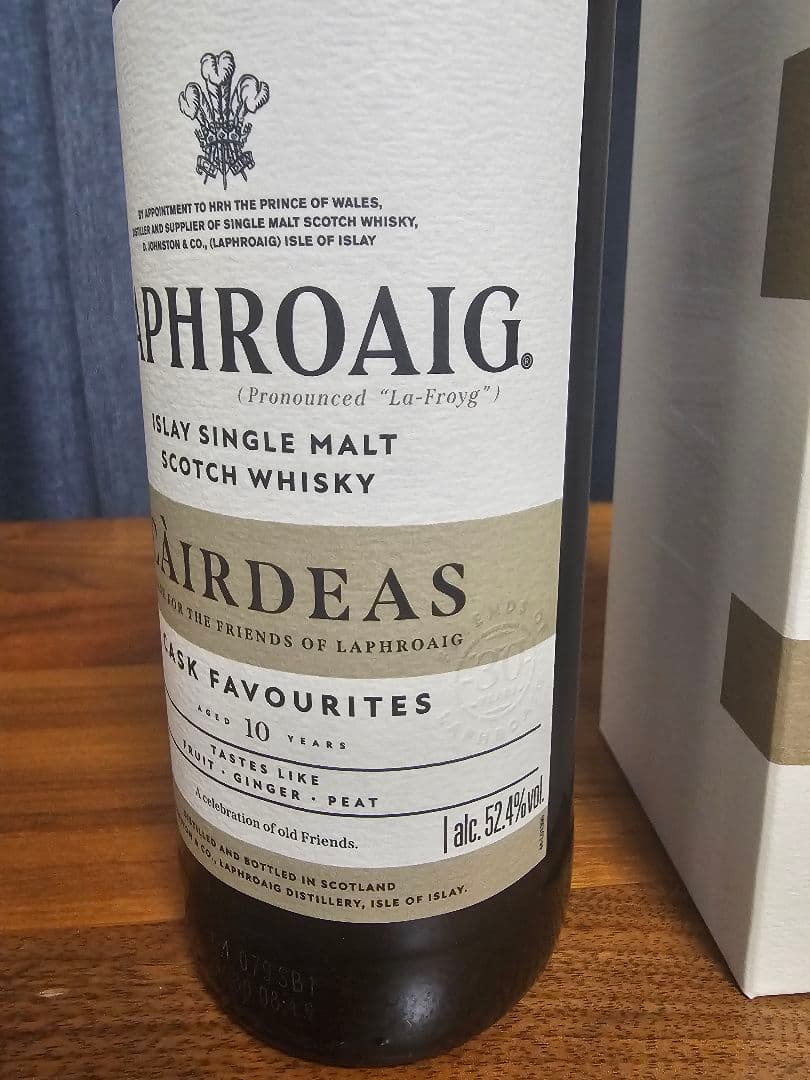 BY APPOINTMENT TO HRH THE PRINCE OF WALES,
DISTILLER AND SUPPLIER OF SINGLE MALT SCOTCH WHISKY,
D. JOHNSTON & CO., (LAPHROAIG) ISLE OF ISLAY
APHROAIG.®
(Pronounced “La-Froyg”)
ISLAY SINGLE MALT
SCOTCH WHISKY
CÀIRDEAS
FOR THE FRIENDS OF LAPHROAIG
CASK FAVOURITES
AGED 10 YEARS
TASTES LIKE
FRUIT · GINGER · PEAT
A celebration of old Friends.
alc. 52.4%vol.
DISTILLED AND BOTTLED IN SCOTLAND
& CO., LAPHROAIG DISTILLERY, ISLE OF ISLAY.